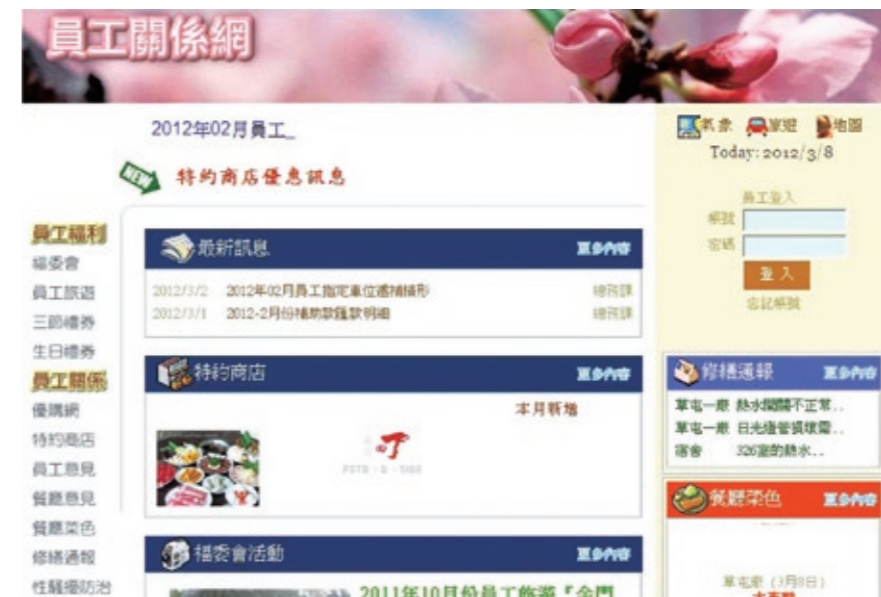 員工關係網
2012年02月員工_
NEW 特約商店優惠訊息
氣象 旅遊 地圖
Today: 2012/3/8
員工登入
帳號
密碼
登入
忘記帳號
員工福利
福委會
員工旅遊
三節禮券
生日禮券
員工關係
優購網
特約商店
員工意見
餐廳意見
餐廳菜色
修繕通報
性騷擾防治
最新訊息 更多內容
2012/3/2 2012年02月員工指定車位遞補情形 總務課
2012/3/1 2012-2月份補助款匯款明細 總務課
特約商店 更多內容
本月新增
福委會活動 更多內容
2011年10月份員工旅遊『金門
修繕通報 更多內容
草屯一廠 熱水開關不正常..
草屯一廠 日光燈管損壞需..
宿舍 326室的熱水..
餐廳菜色 更多內容
草屯廠 (3月8日)